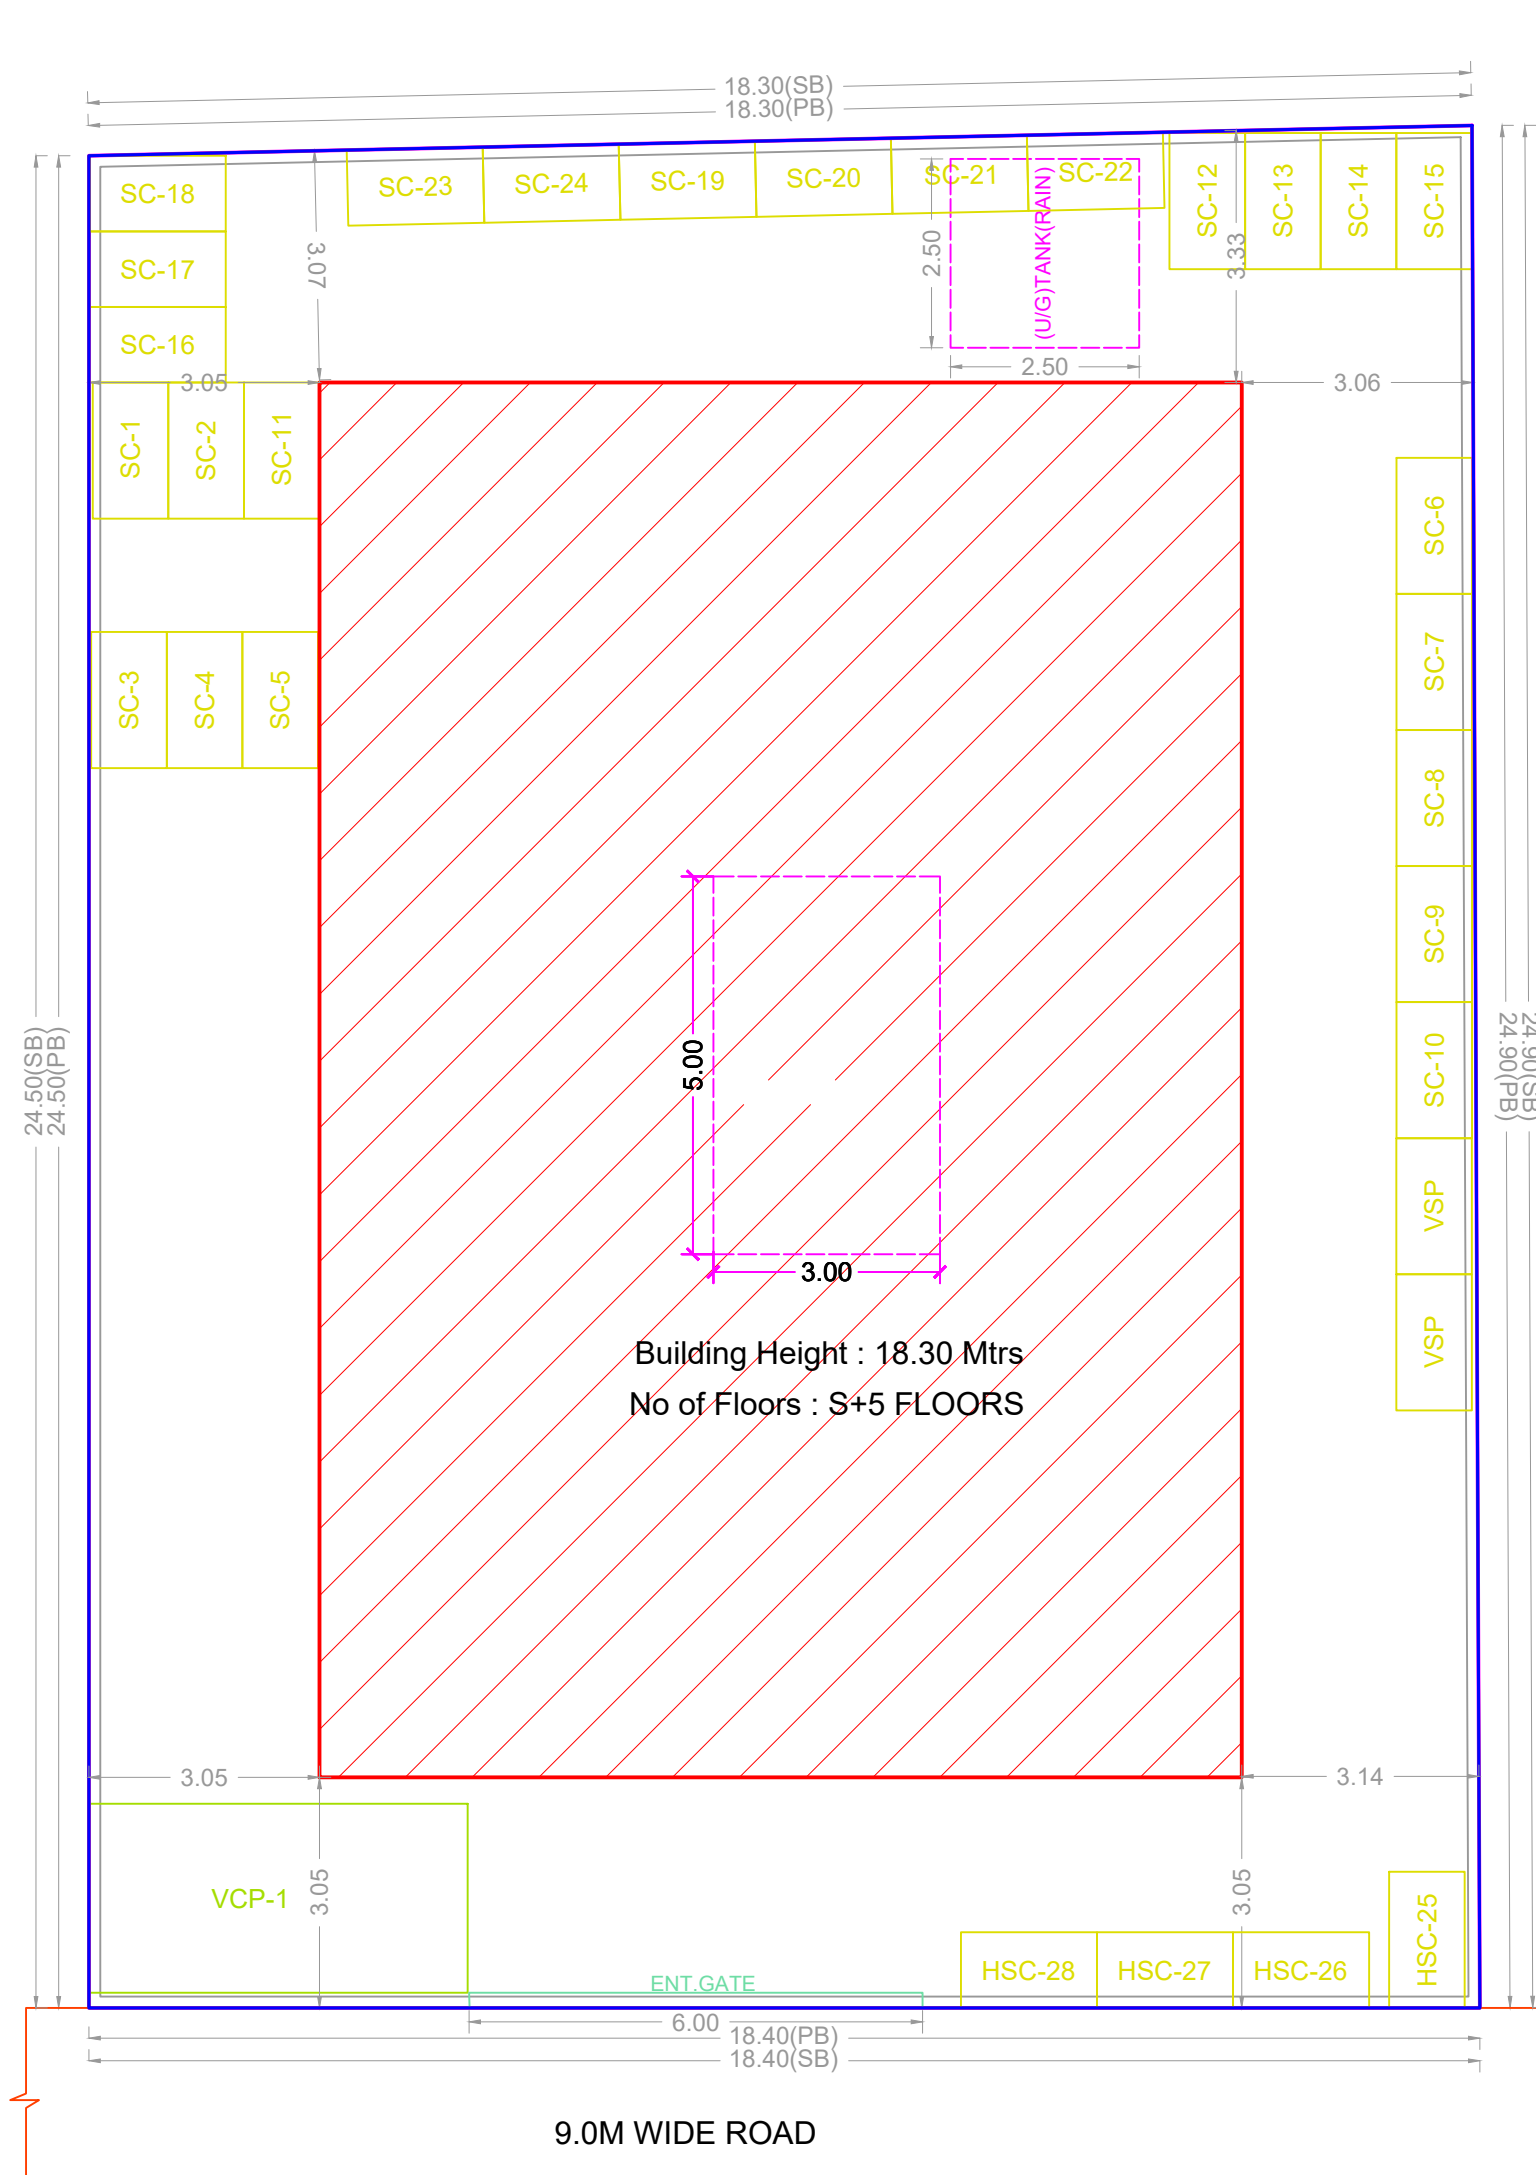 18.30(SB)
18.30(PB)
SC-18
SC-17
SC-16
SC-23
SC-24
SC-19
SC-20
SC-21
SC-22
SC-12
SC-13
SC-14
SC-15
3.07
2.50
(U/G)TANK(RAIN)
3.33
2.50
3.05
3.06
SC-1
SC-2
SC-11
SC-3
SC-4
SC-5
SC-6
SC-7
SC-8
SC-9
SC-10
VSP
VSP
24.50(SB)
24.50(PB)
24.90(PB)
24.90(SB)
5.00
3.00
Building Height : 18.30 Mtrs
No of Floors : S+5 FLOORS
3.05
3.14
VCP-1
3.05
3.05
HSC-25
HSC-28
HSC-27
HSC-26
ENT.GATE
6.00
18.40(PB)
18.40(SB)
9.0M WIDE ROAD